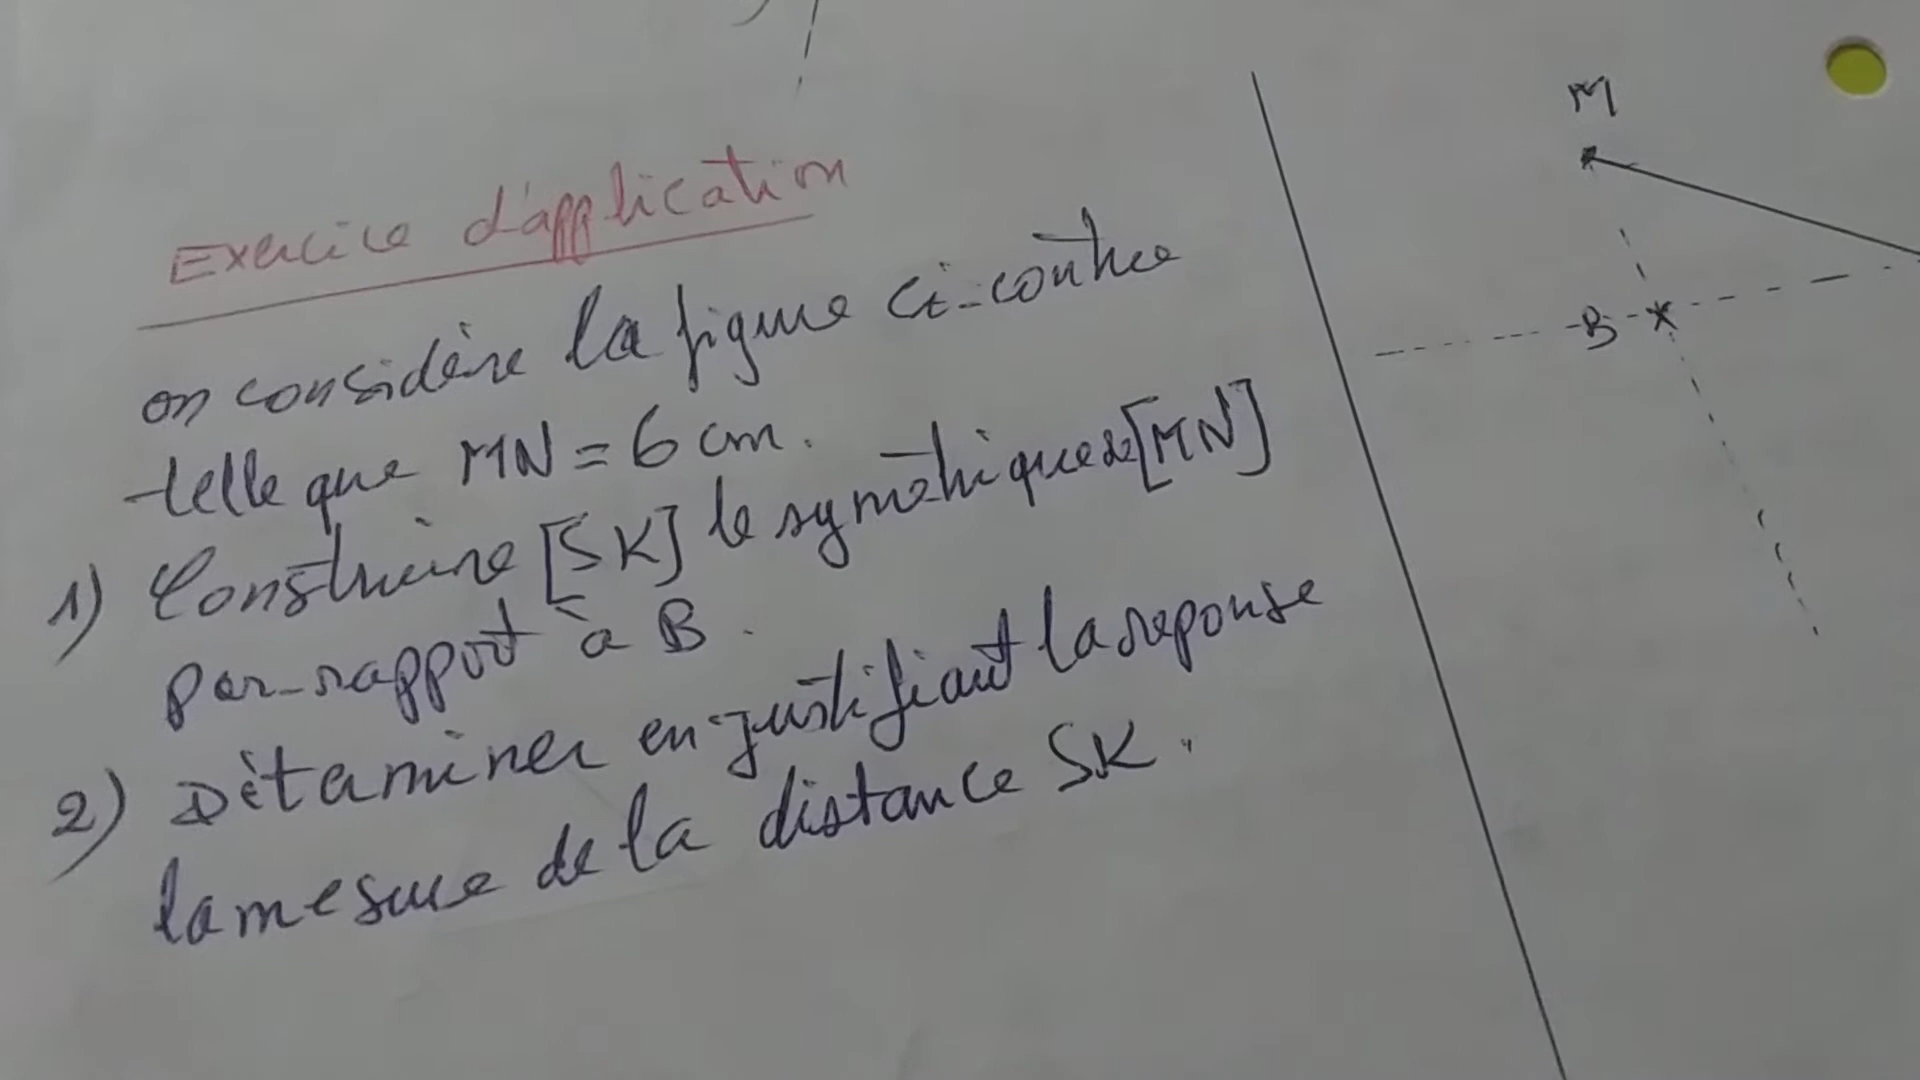 Exercice d'application
on considère la figure ci-contre
telle que MN = 6 cm.
1) Construire [SK] le symétrique de [MN]
par-rapport à B.
2) Déterminer en justifiant la reponse
la mesure de la distance SK.
M
B